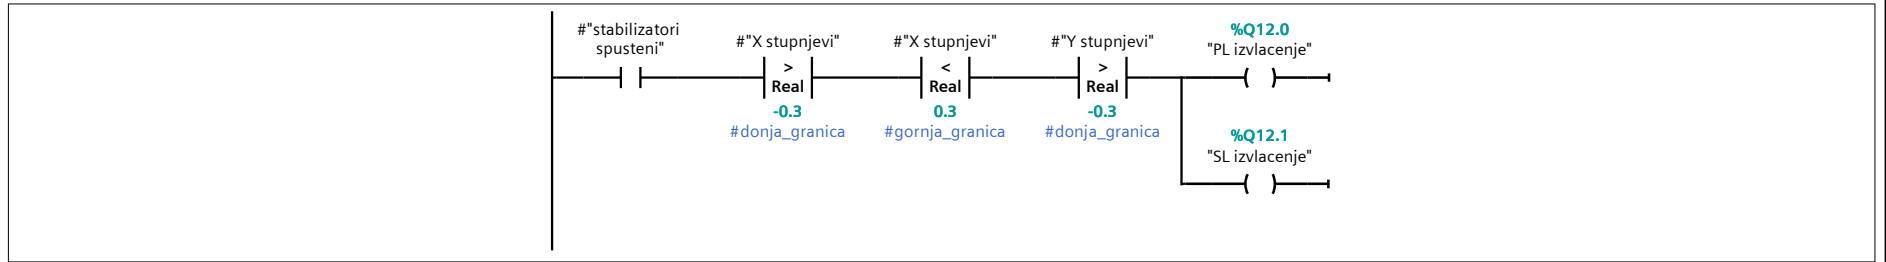 #"stabilizatori
spusteni"
#"X stupnjevi"
>
Real
-0.3
#donja_granica
#"X stupnjevi"
<
Real
0.3
#gornja_granica
#"Y stupnjevi"
>
Real
-0.3
#donja_granica
%Q12.0
"PL izvlacenje"
%Q12.1
"SL izvlacenje"